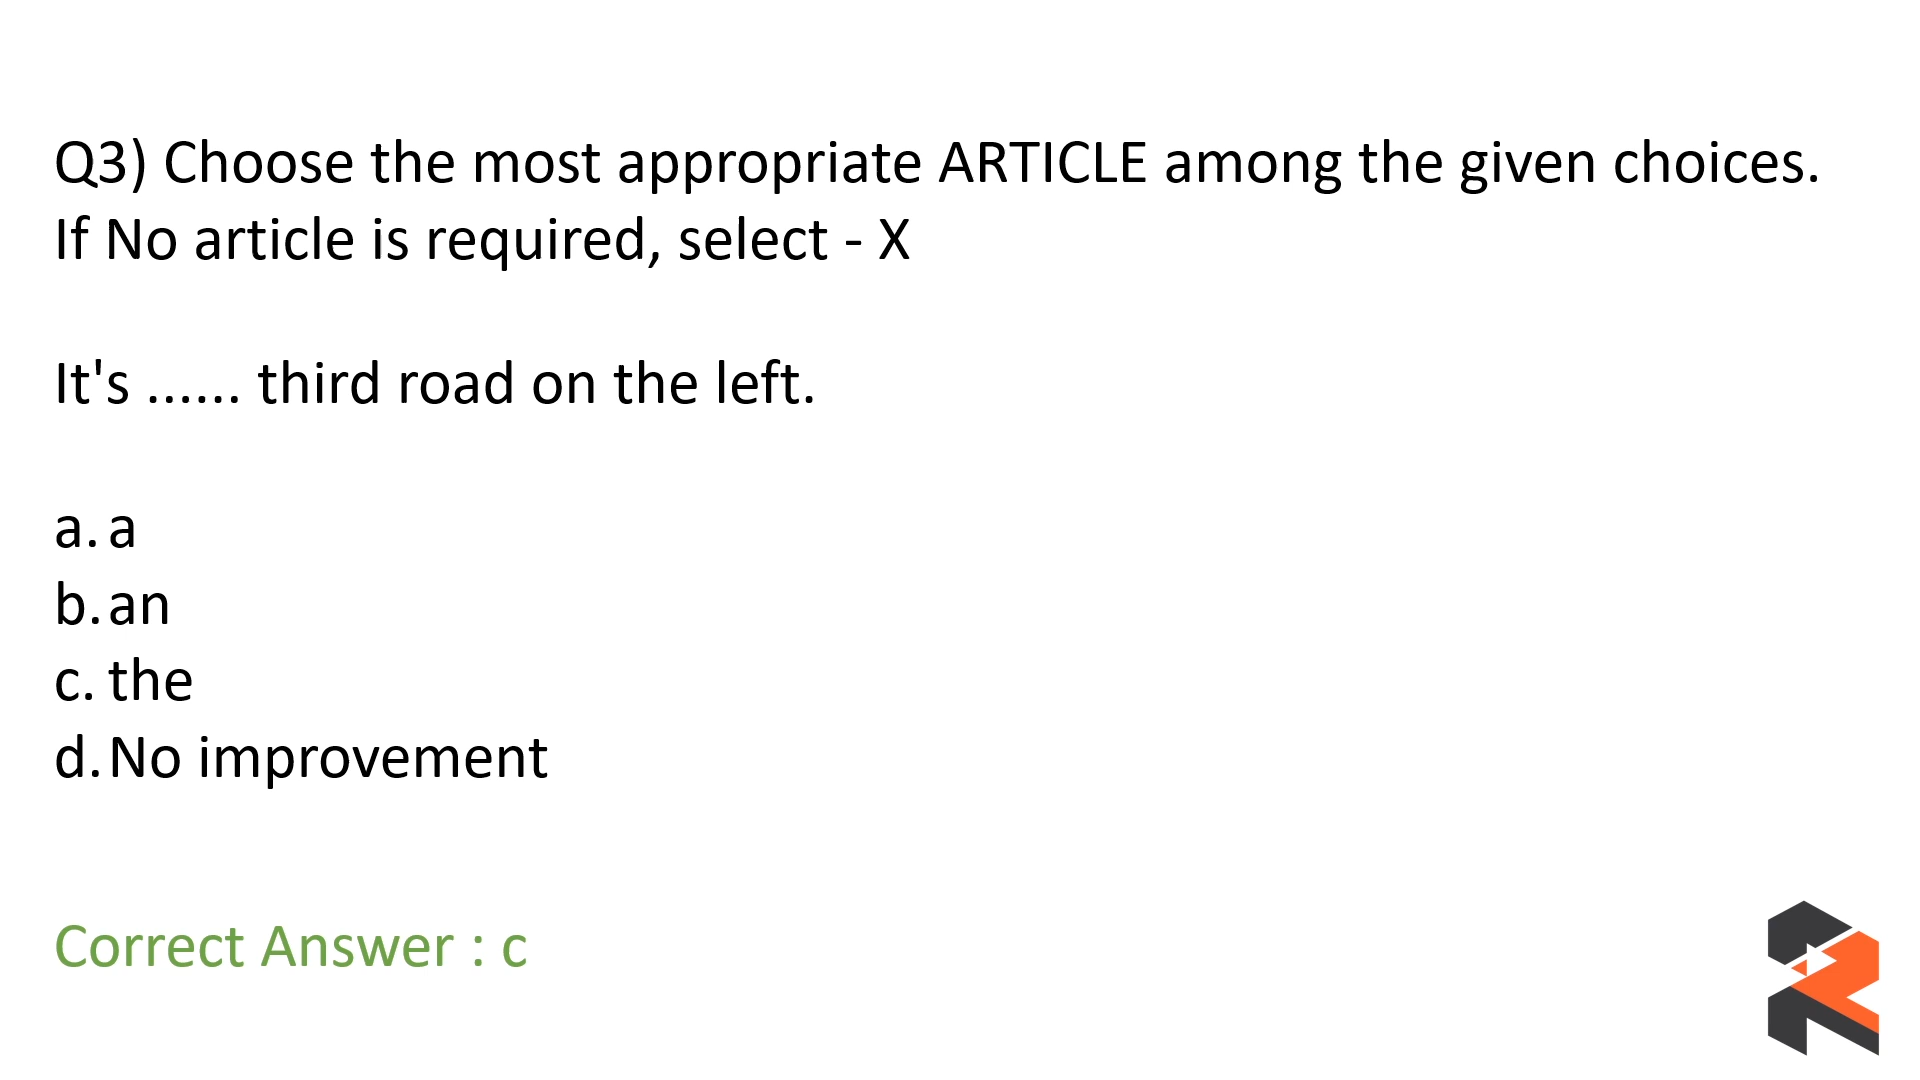 Q3) Choose the most appropriate ARTICLE among the given choices.
If No article is required, select - X
It's ...... third road on the left.
a. a
b. an
c. the
d. No improvement
Correct Answer : c